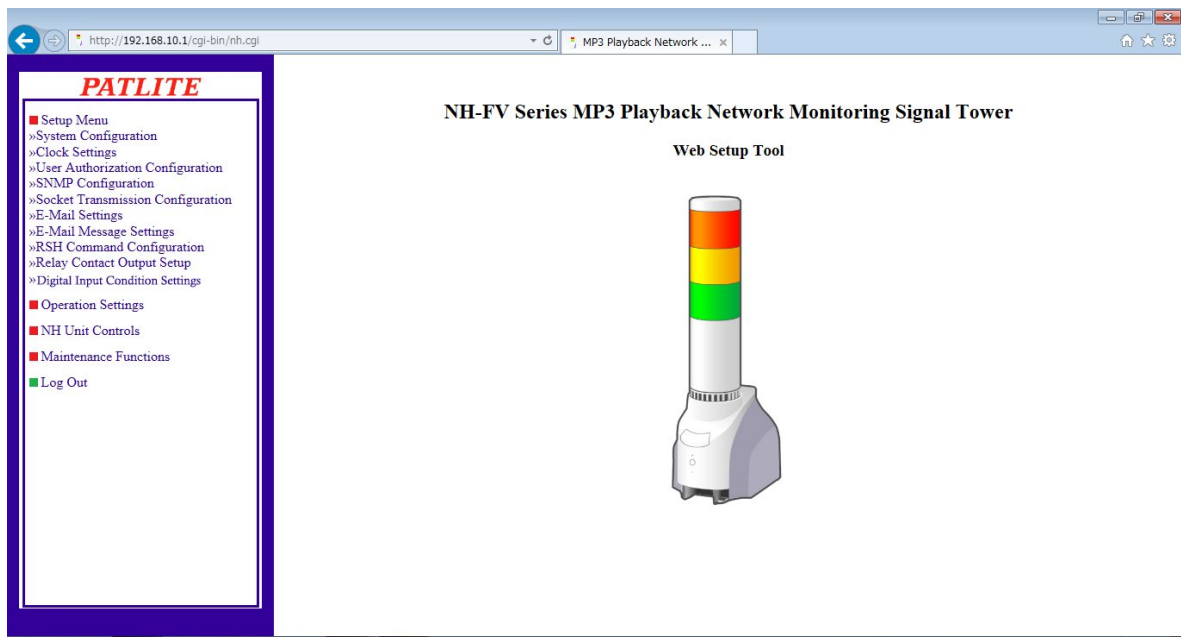 http://192.168.10.1/cgi-bin/nh.cgi
MP3 Playback Network ...
PATLITE
Setup Menu
»System Configuration
»Clock Settings
»User Authorization Configuration
»SNMP Configuration
»Socket Transmission Configuration
»E-Mail Settings
»E-Mail Message Settings
»RSH Command Configuration
»Relay Contact Output Setup
»Digital Input Condition Settings
Operation Settings
NH Unit Controls
Maintenance Functions
Log Out
NH-FV Series MP3 Playback Network Monitoring Signal Tower
Web Setup Tool